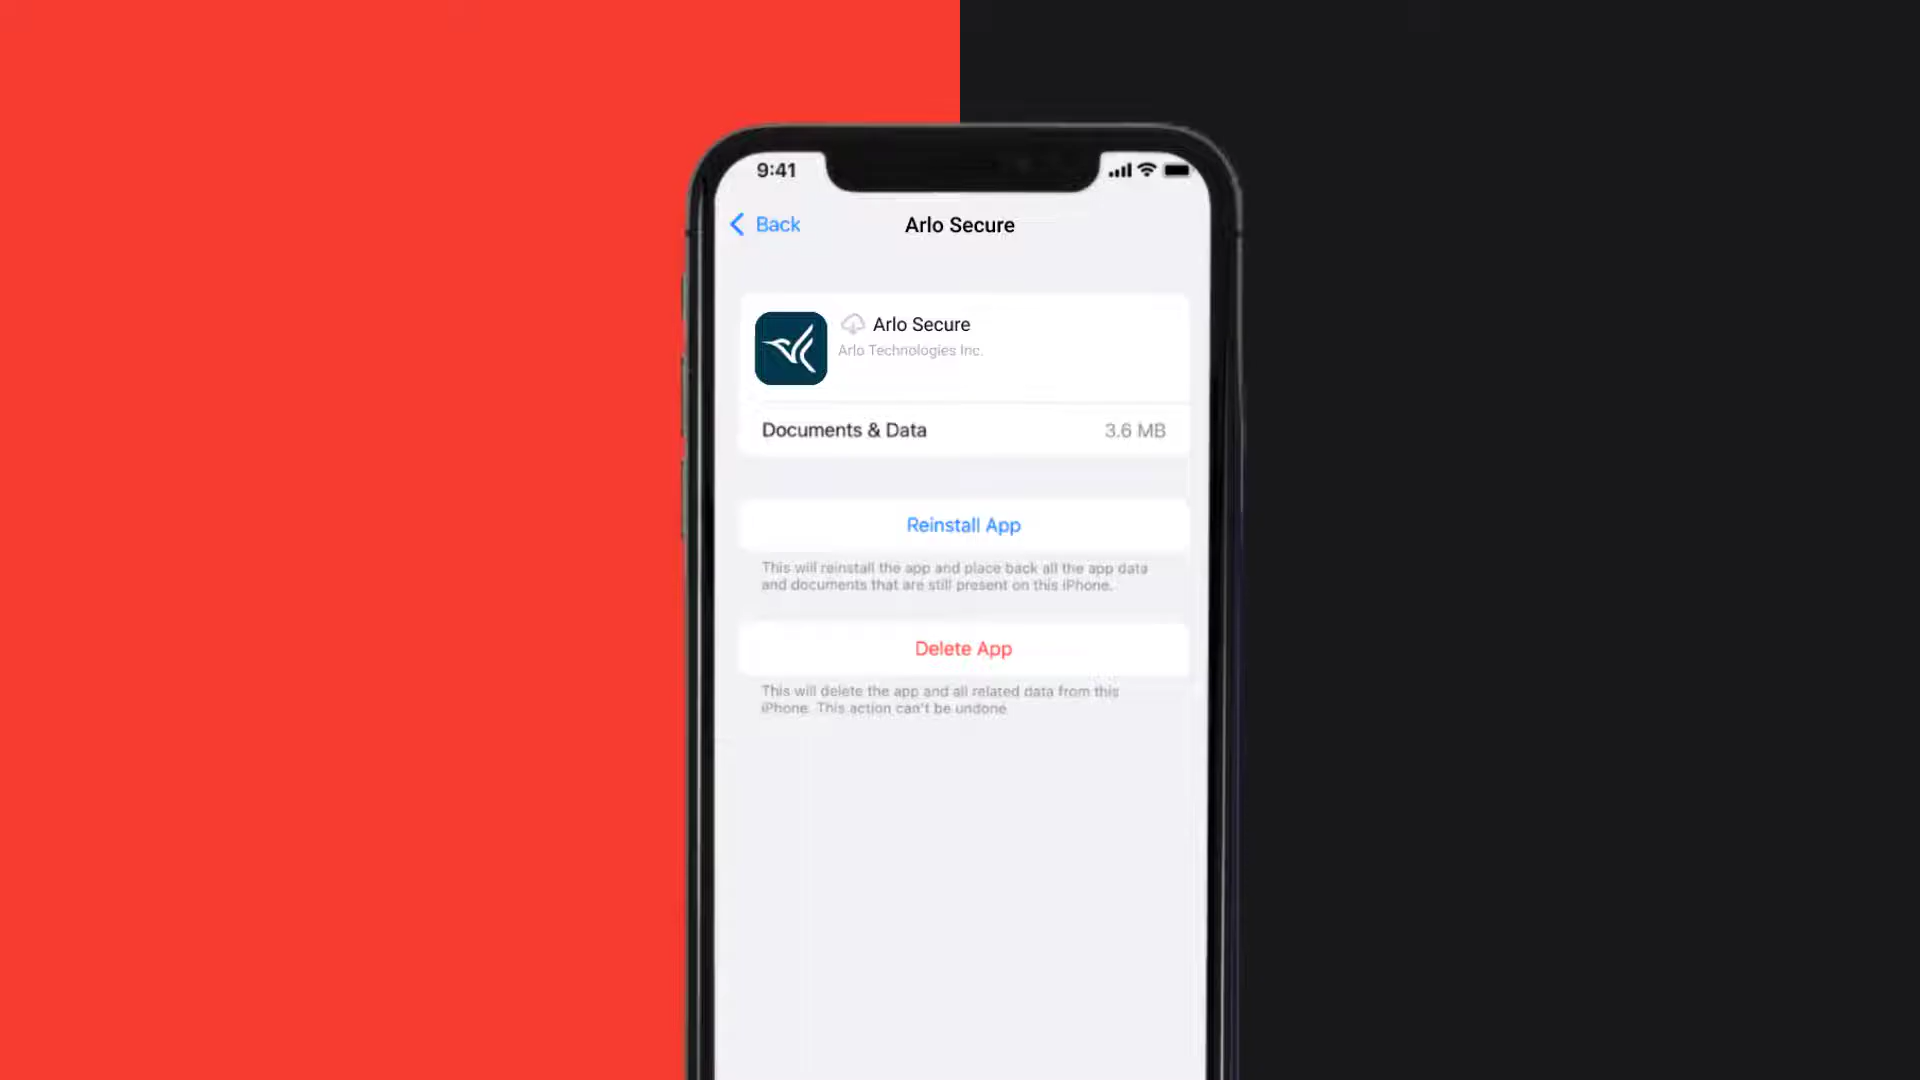 9:41
Back
Arlo Secure
Arlo Secure
Arlo Technologies Inc.
Documents & Data
3.6 MB
Reinstall App
This will reinstall the app and place back all the app data
and documents that are still present on this iPhone.
Delete App
This will delete the app and all related data from this
iPhone. This action can't be undone